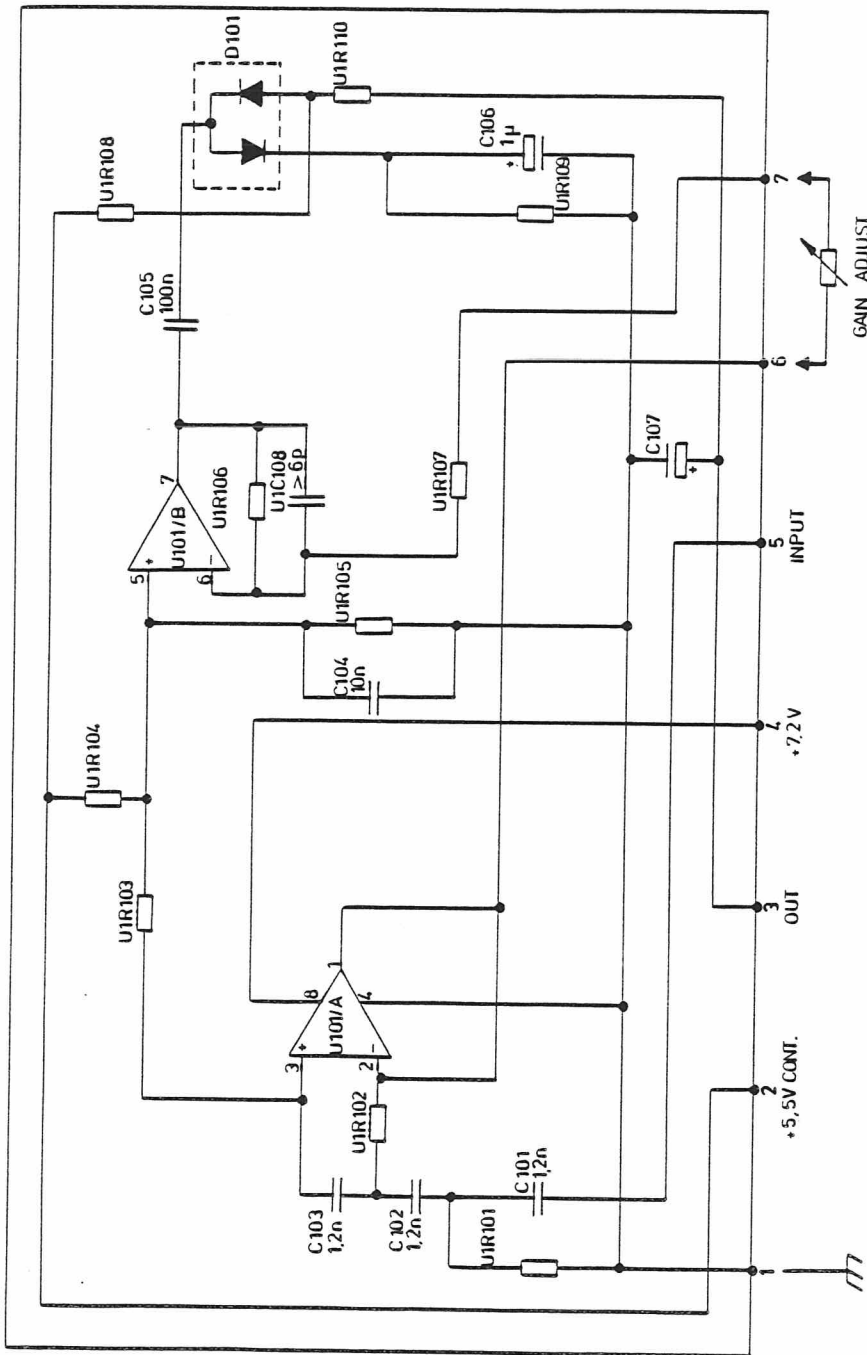 D101
U1R110
U1R108
C106
1µ
+
U1R109
C105
100n
7
GAIN ADJUST
6
C107
+
U1R107
7
U101/B
5
+
6
−
U1R106
U1C108
> 6p
U1R105
C104
10n
5
INPUT
4
+7,2V
U1R104
U1R103
3
OUT
1
8
4
U101/A
3
+
2
−
U1R102
2
+5,5V CONT.
C103
1,2n
C102
1,2n
C101
1,2n
U1R101
1